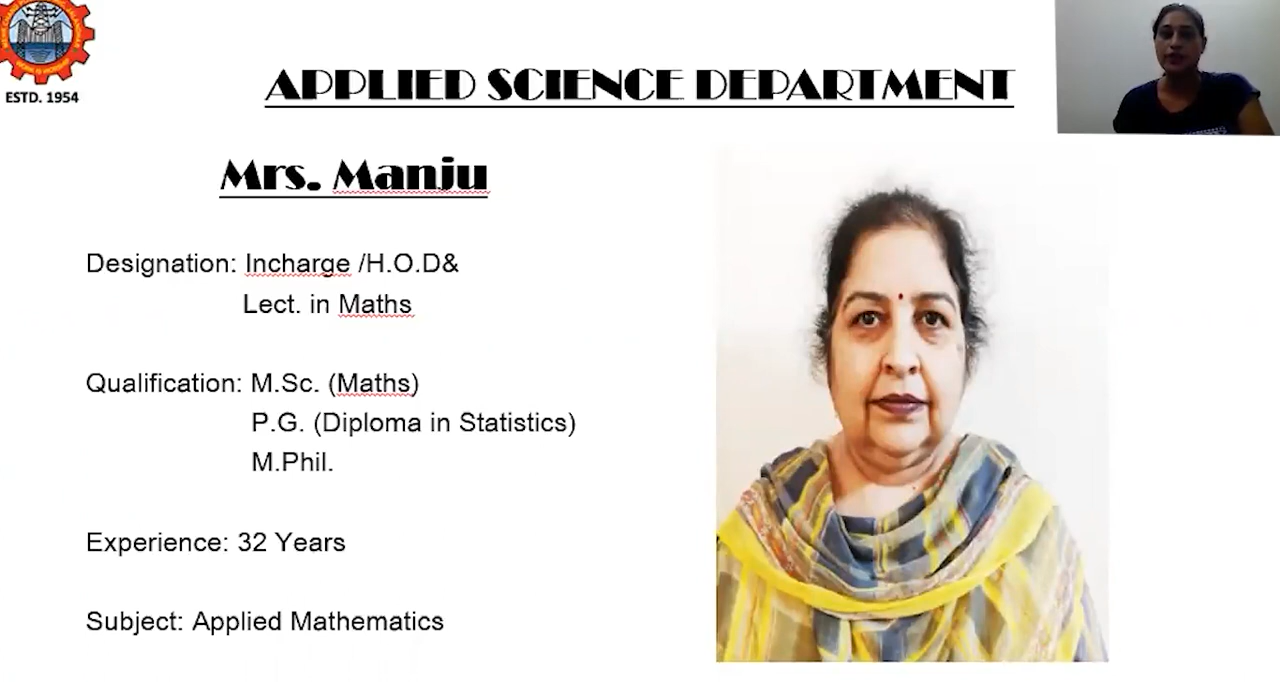 ESTD. 1954
APPLIED SCIENCE DEPARTMENT
Mrs. Manju
Designation: Incharge /H.O.D&
Lect. in Maths
Qualification: M.Sc. (Maths)
P.G. (Diploma in Statistics)
M.Phil.
Experience: 32 Years
Subject: Applied Mathematics